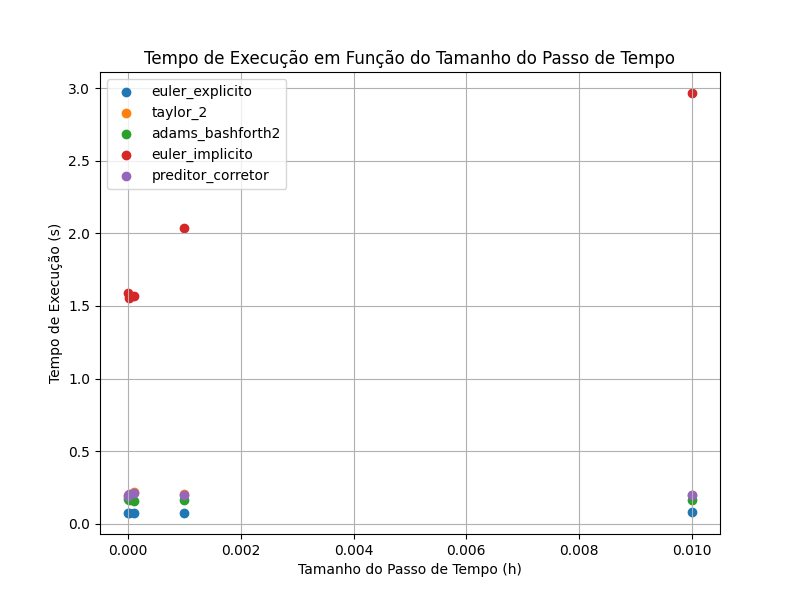 Tempo de Execução em Função do Tamanho do Passo de Tempo
euler_explicito
taylor_2
adams_bashforth2
euler_implicito
preditor_corretor
3.0
2.5
2.0
1.5
1.0
0.5
0.0
Tempo de Execução (s)
0.000 0.002 0.004 0.006 0.008 0.010
Tamanho do Passo de Tempo (h)